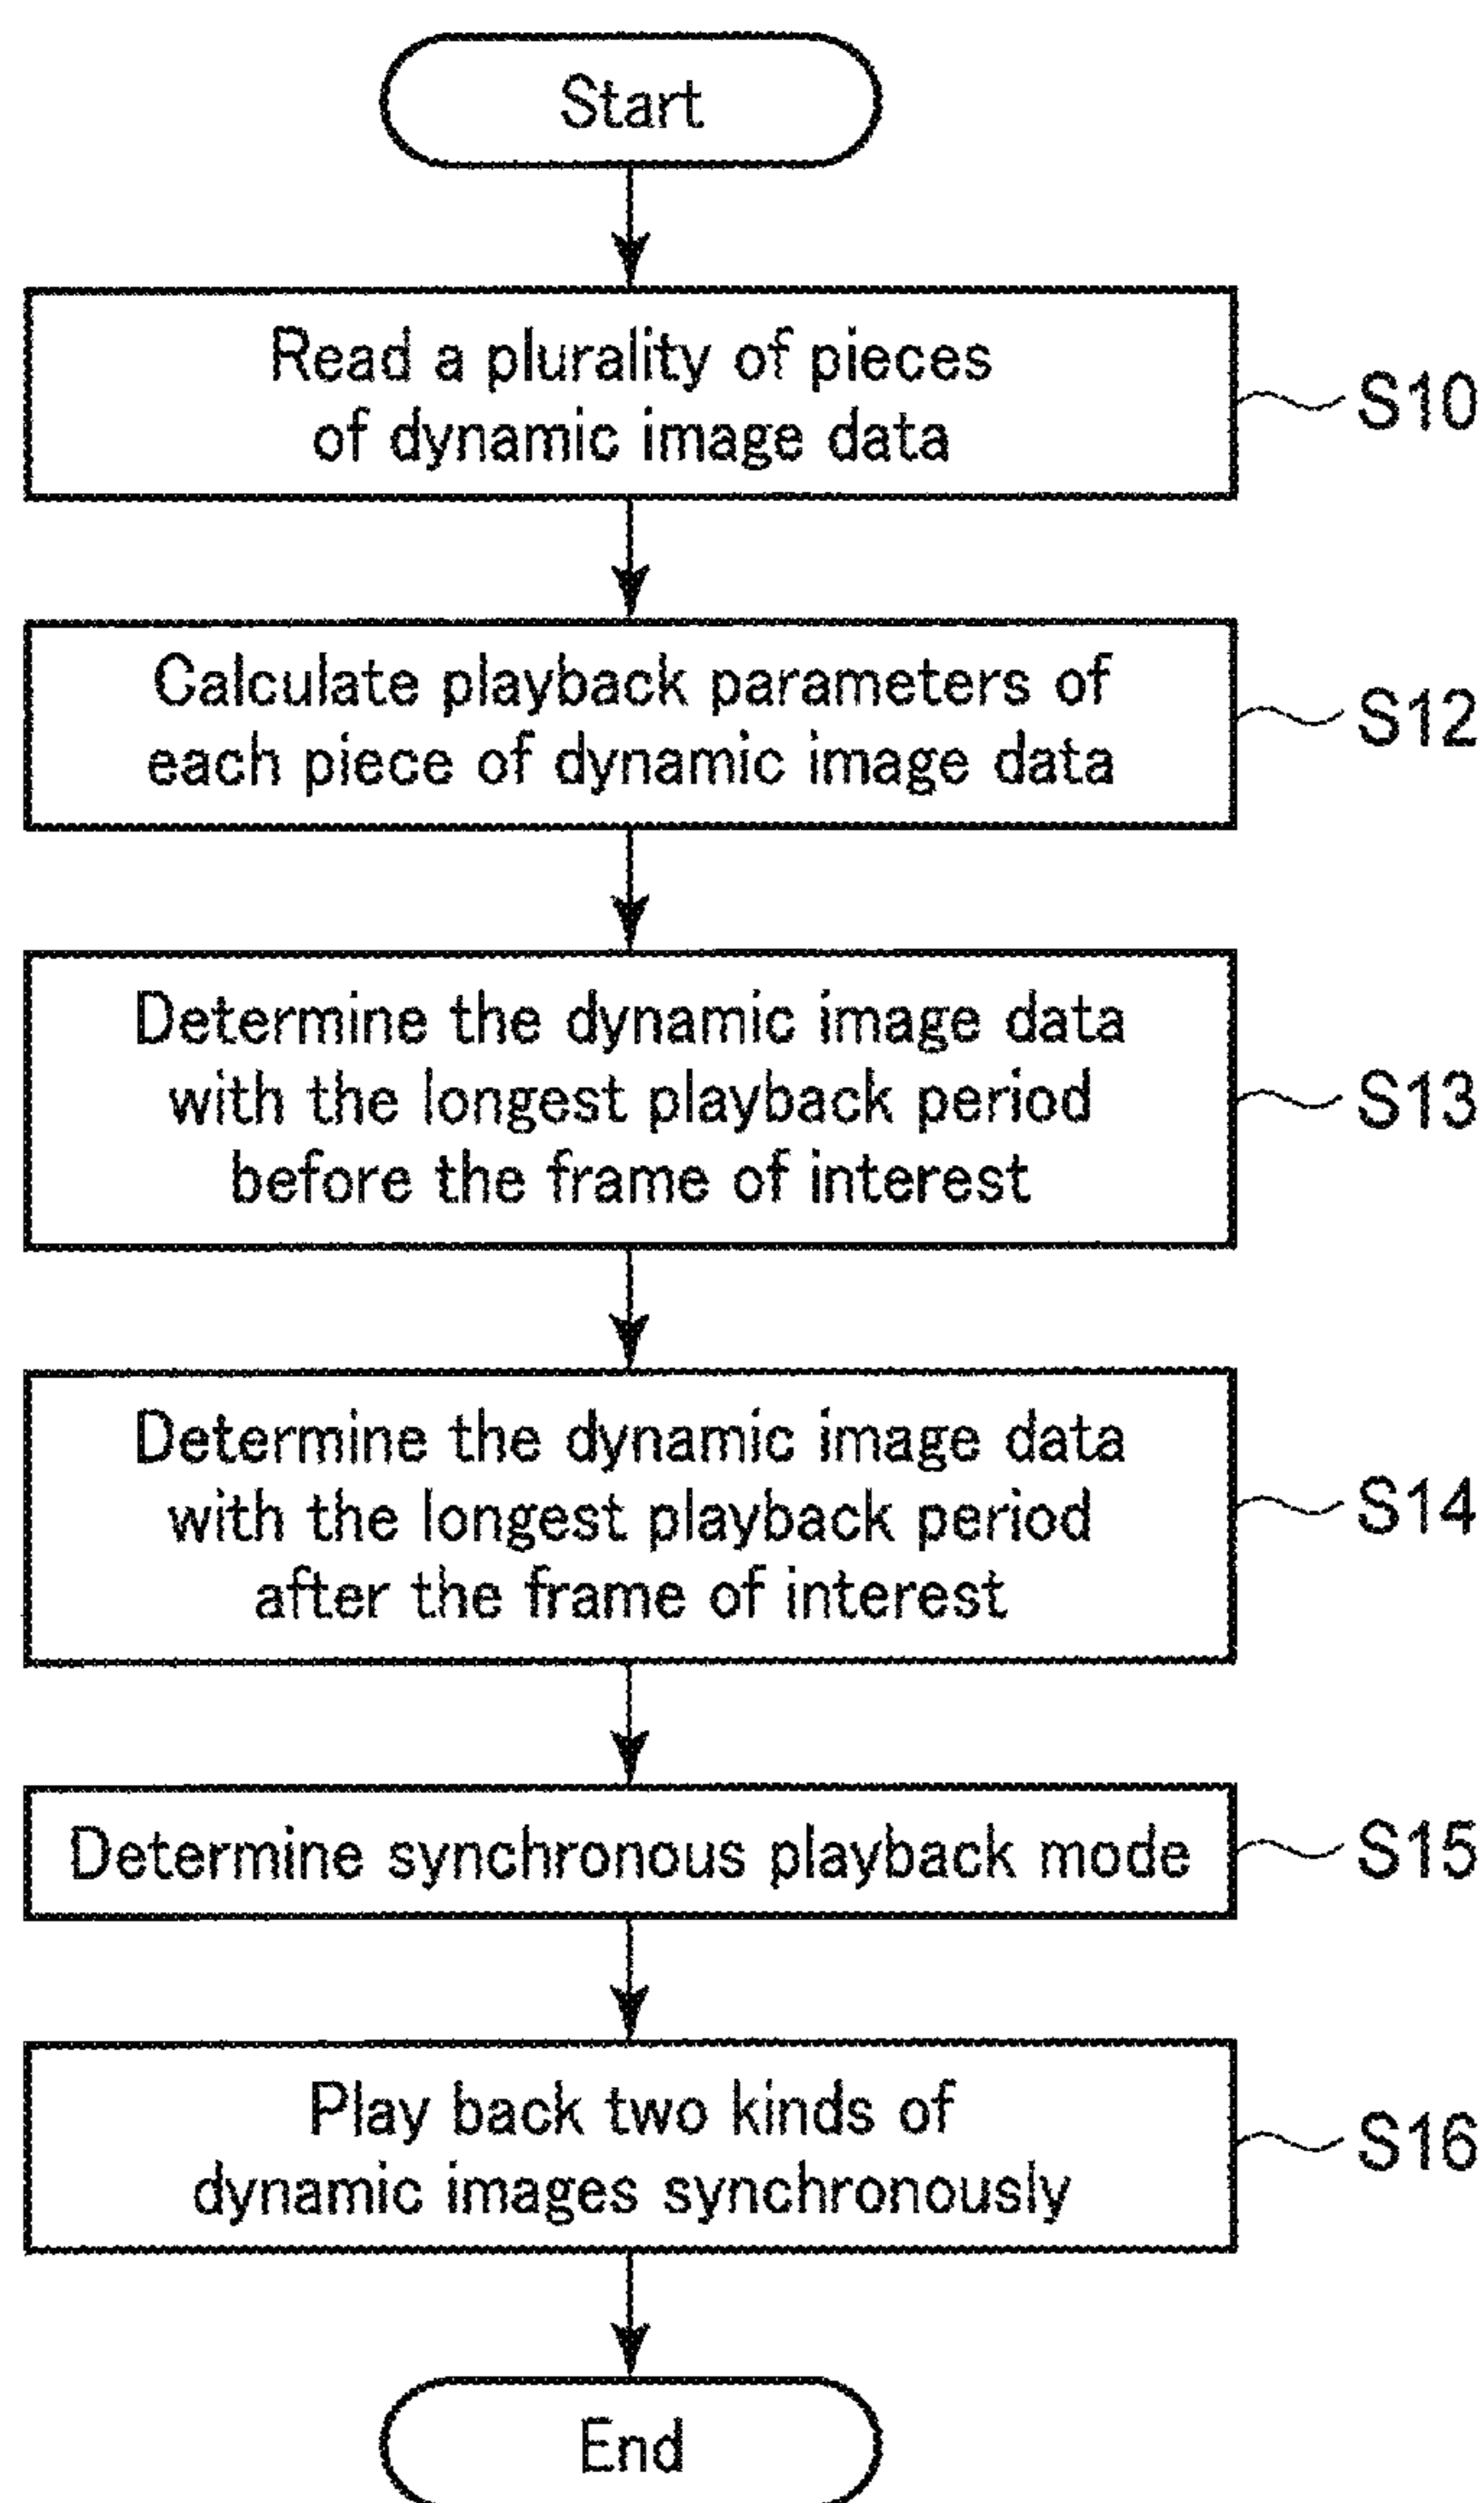 Start
Read a plurality of pieces
of dynamic image data
S10
Calculate playback parameters of
each piece of dynamic image data
S12
Determine the dynamic image data
with the longest playback period
before the frame of interest
S13
Determine the dynamic image data
with the longest playback period
after the frame of interest
S14
Determine synchronous playback mode
S15
Play back two kinds of
dynamic images synchronously
S16
End